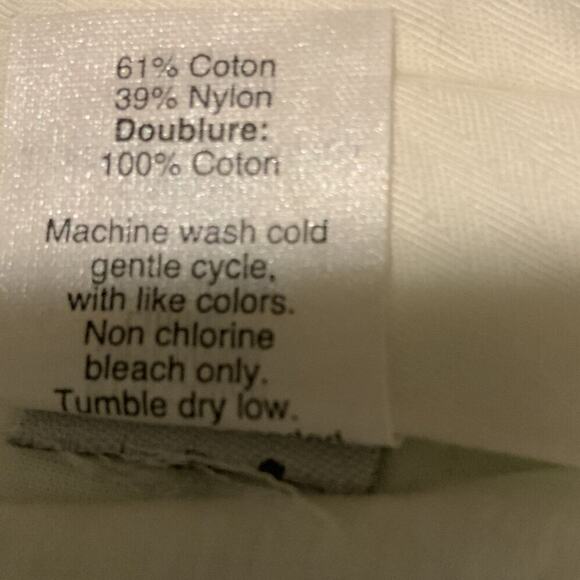 61% Coton
39% Nylon
Doublure:
100% Coton
Machine wash cold
gentle cycle,
with like colors.
Non chlorine
bleach only.
Tumble dry low.